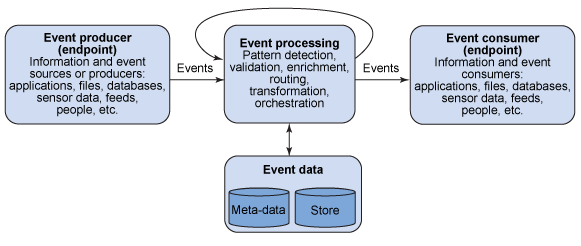 Event producer
(endpoint)
Information and event
sources or producers:
applications, files, databases,
sensor data, feeds,
people, etc.
Events
Event processing
Pattern detection,
validation, enrichment,
routing,
transformation,
orchestration
Events
Event consumer
(endpoint)
Information and event
consumers:
applications, files, databases,
sensor data, feeds,
people, etc.
Event data
Meta-data
Store